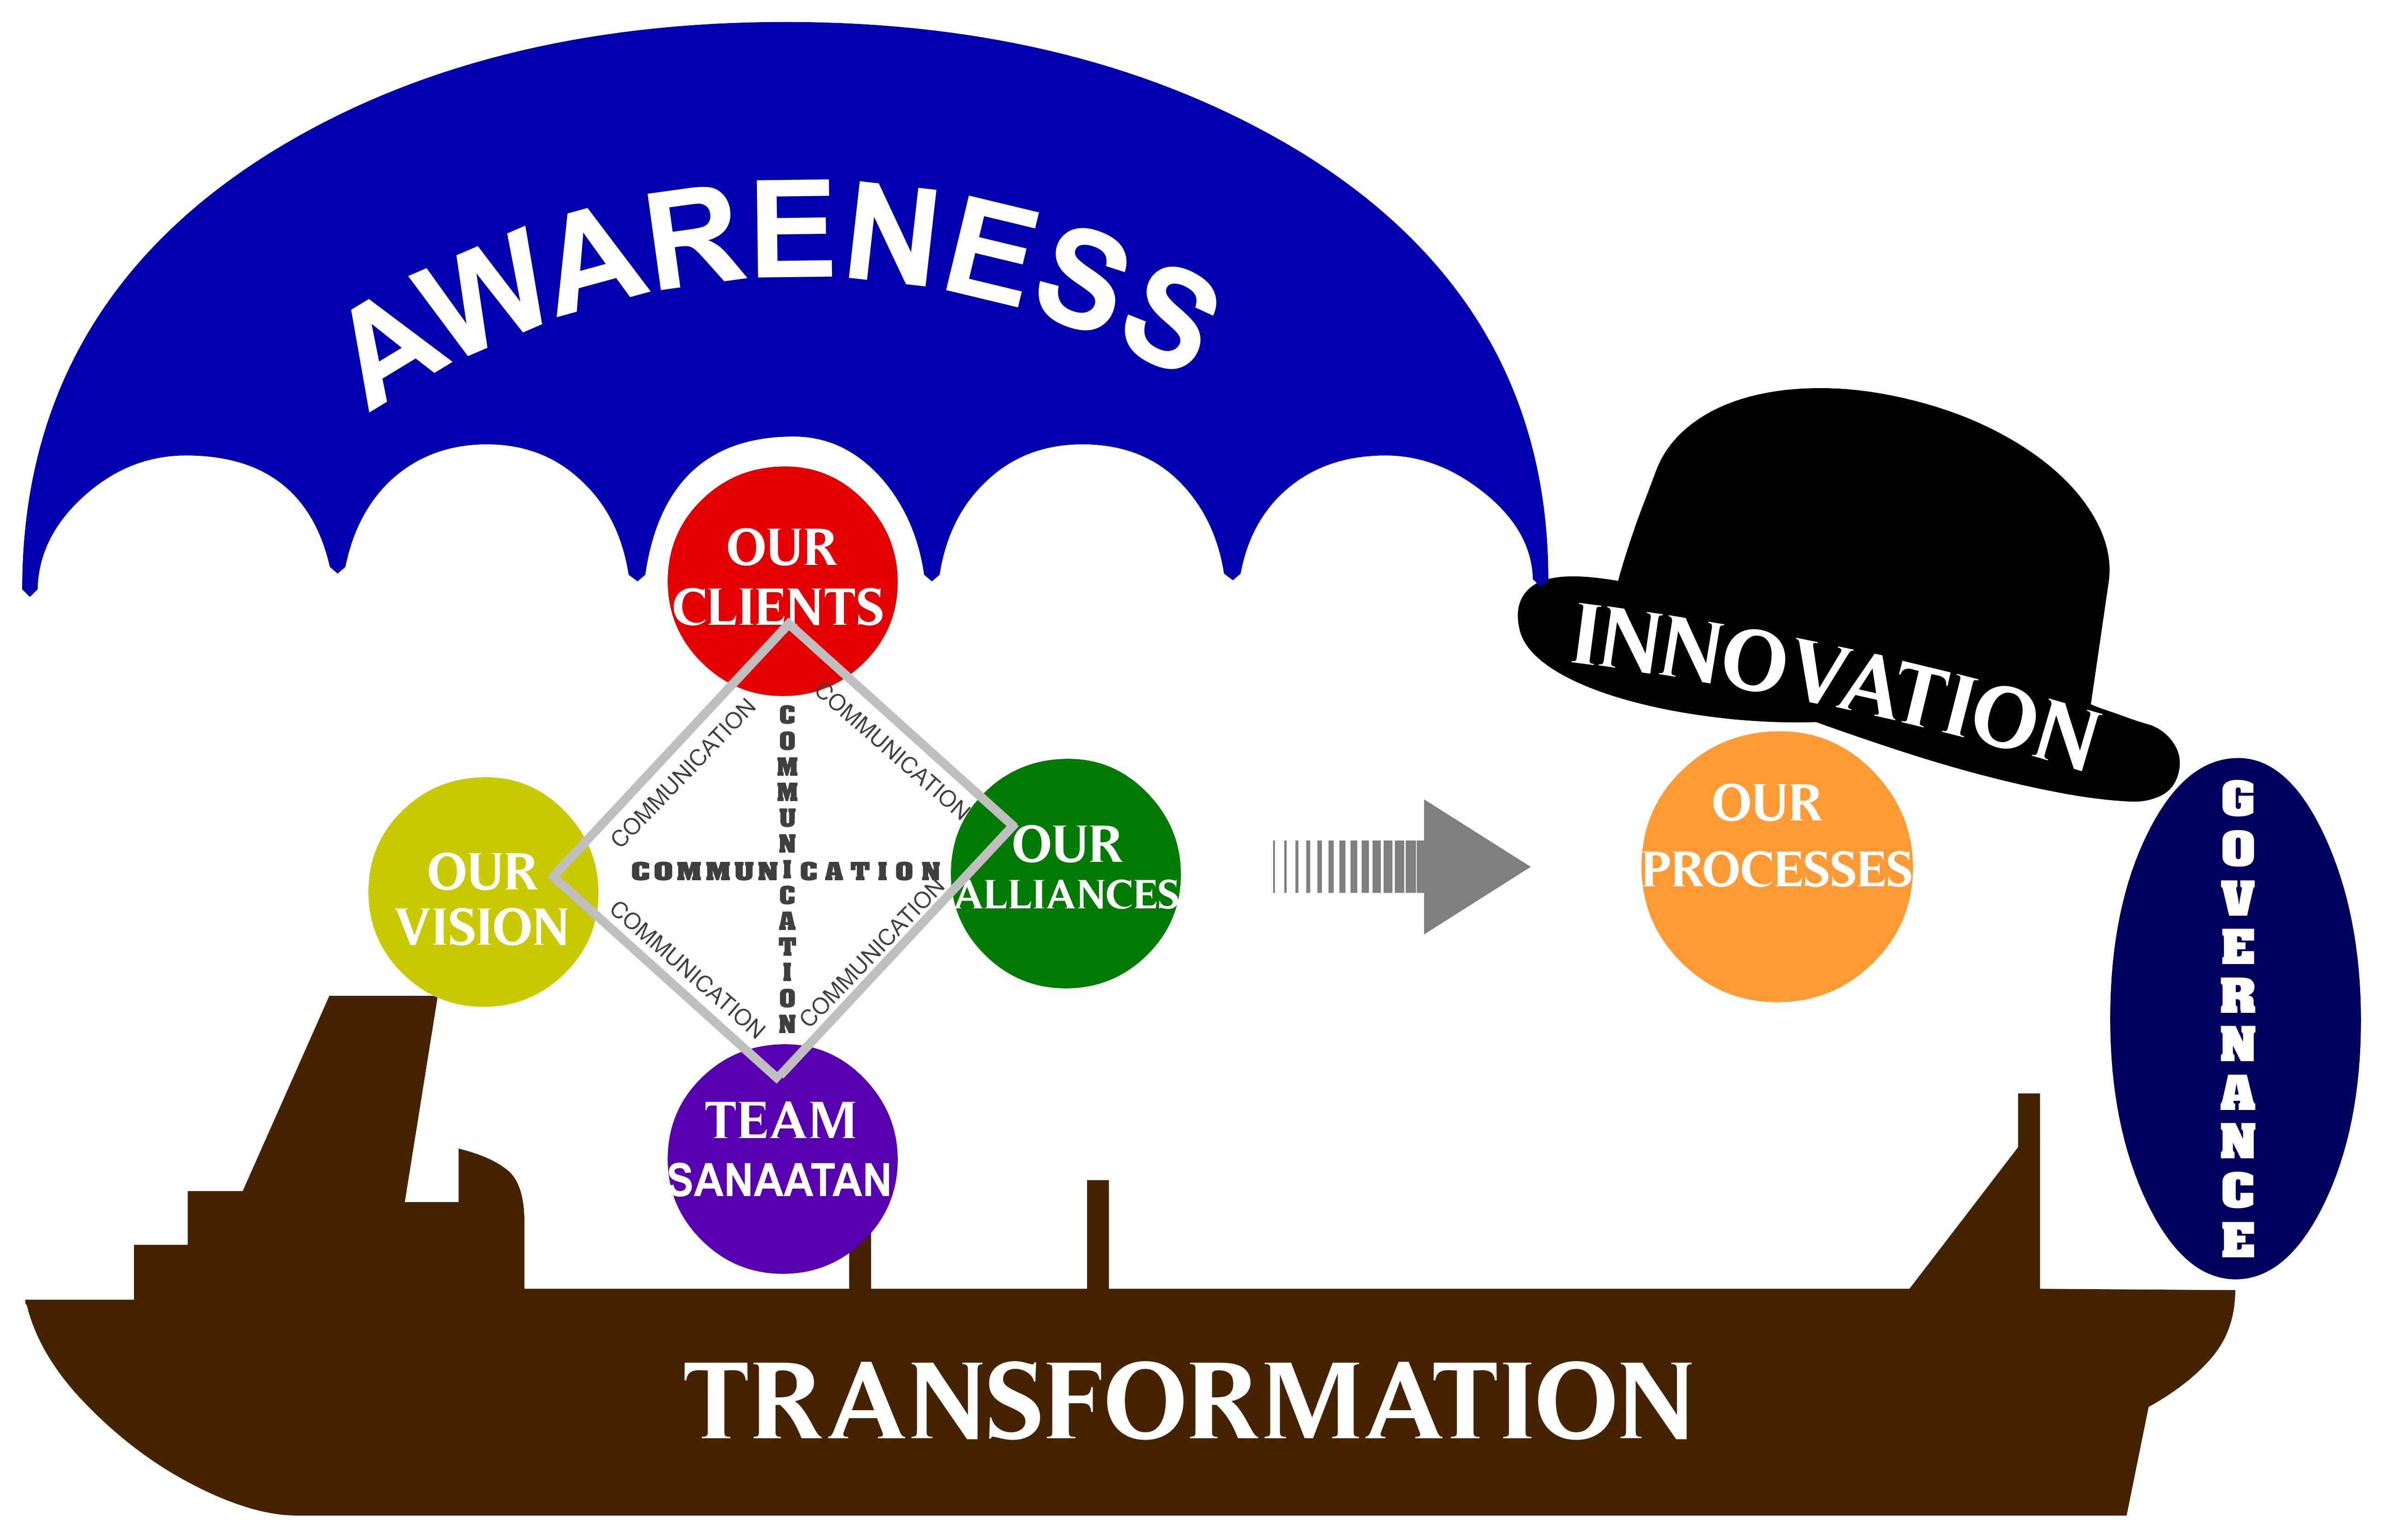 AWARENESS
OUR
CLIENTS
COMMUNICATION
COMMUNICATION
COMMUNICATION
COMMUNICATION
COMMUNICATION
COMMUNICATION
OUR
VISION
OUR
ALLIANCES
TEAM
SANAATAN
INNOVATION
OUR
PROCESSES
GOVERNANCE
TRANSFORMATION